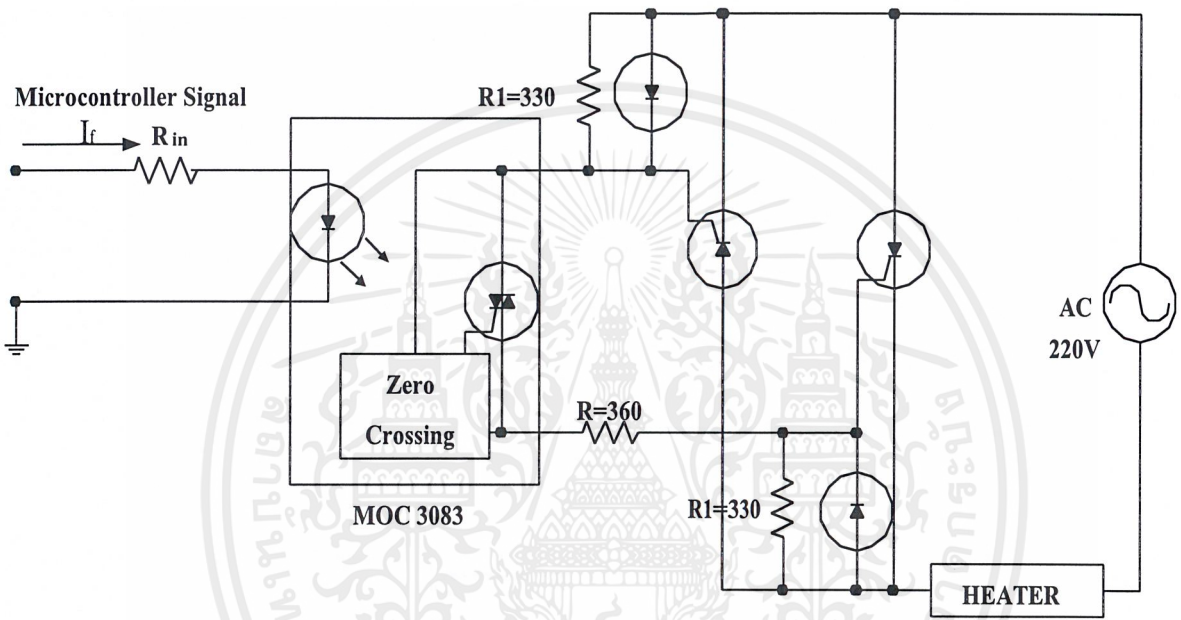 Microcontroller Signal
If
Rin
R1=330
Zero
Crossing
MOC 3083
R=360
R1=330
AC
220V
HEATER